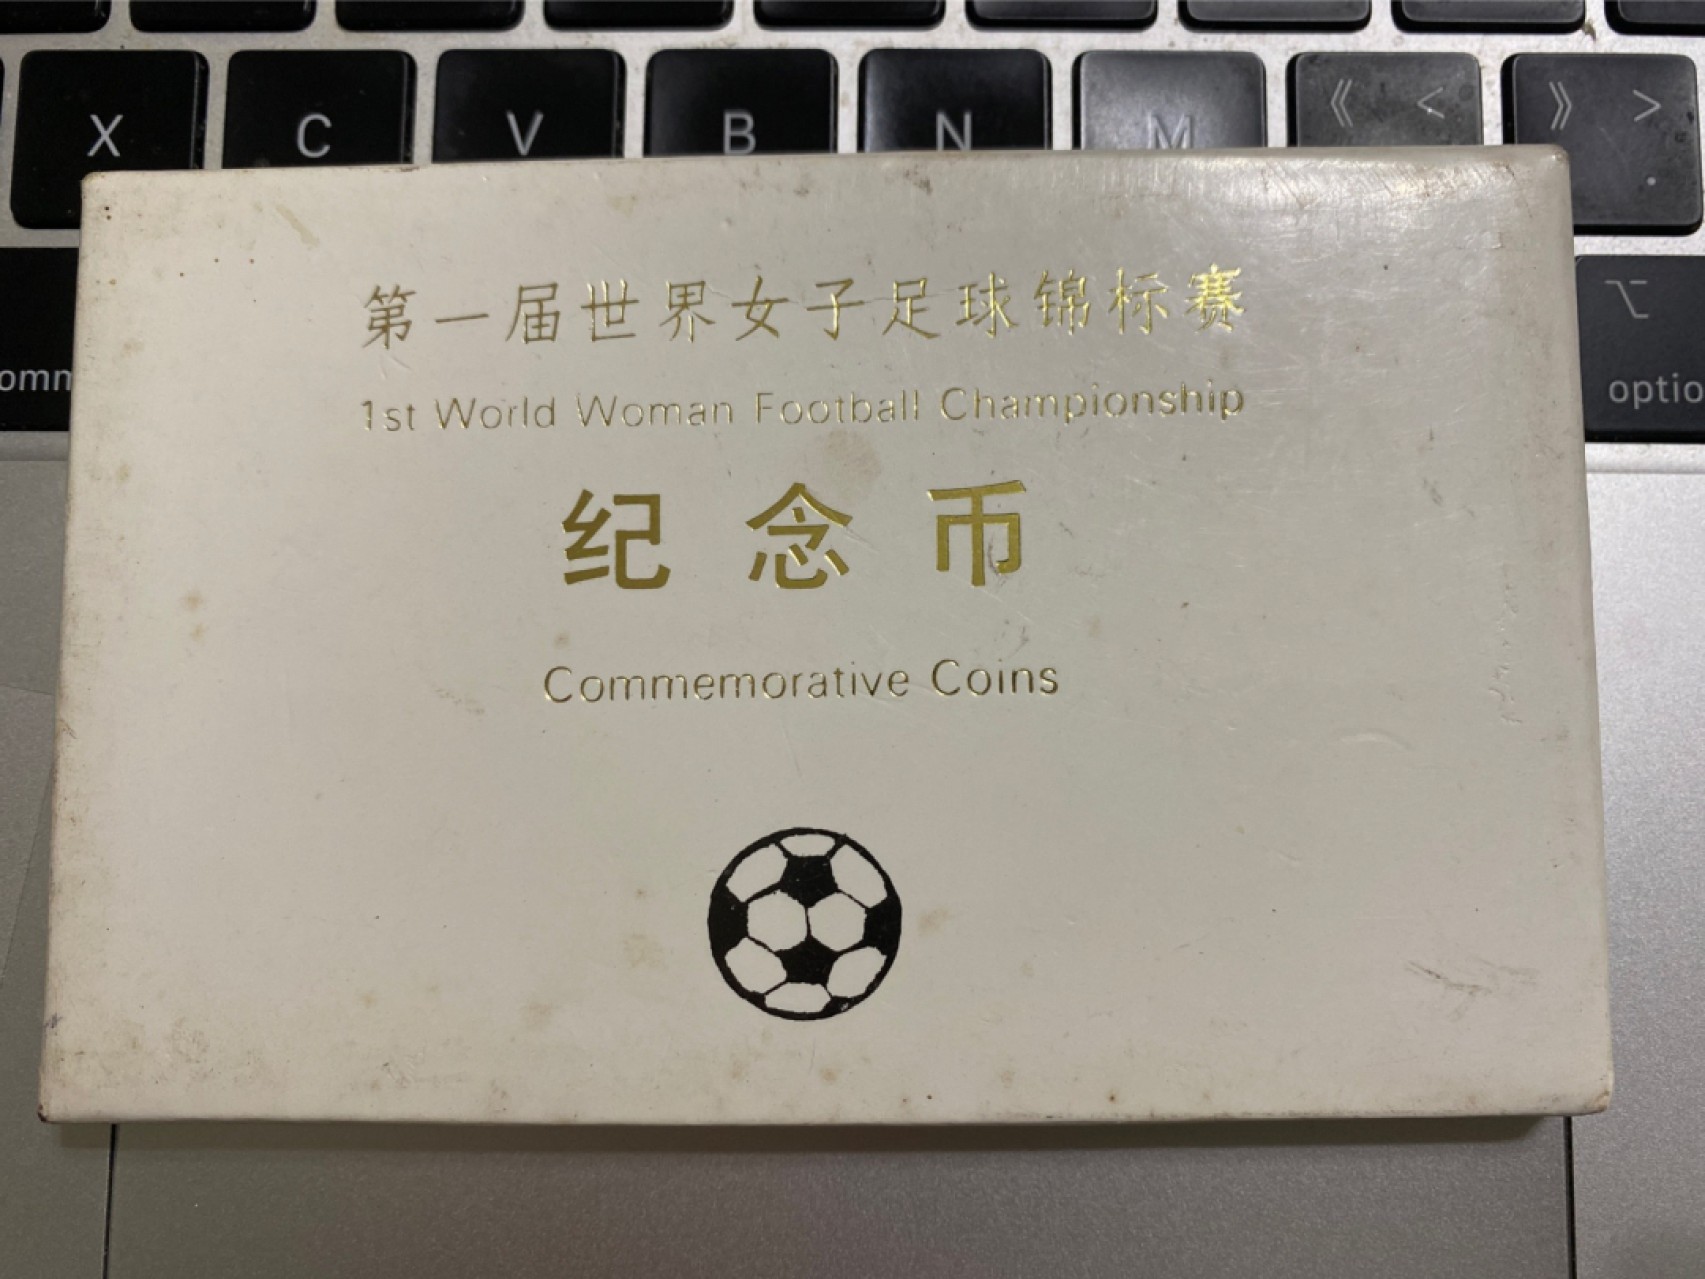 X C V B N M 《 < 》 >
.
第一届世界女子足球锦标赛
1st World Woman Football Championship
optio
纪念币
Commemorative Coins